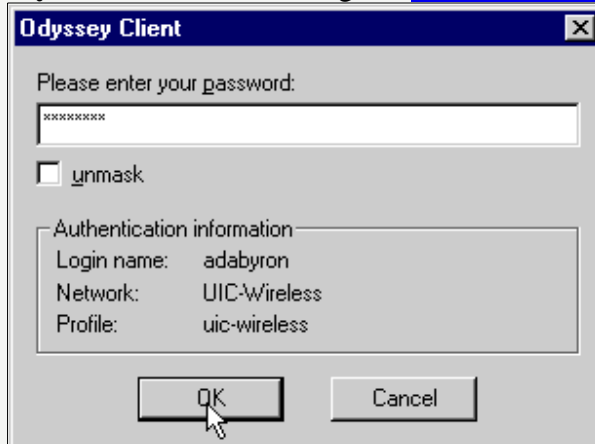 Odyssey Client
Please enter your password:
********
unmask
Authentication information
Login name: adabyron
Network: UIC-Wireless
Profile: uic-wireless
OK
Cancel